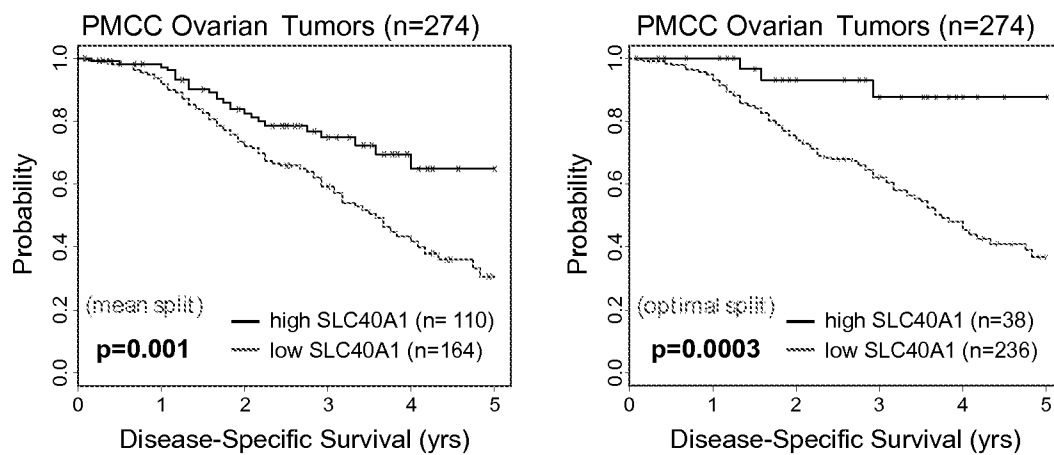 PMCC Ovarian Tumors (n=274)
Probability
1.0
0.8
0.6
0.4
0.2
0.0
(mean split)
p=0.001
high SLC40A1 (n= 110)
low SLC40A1 (n=164)
0 1 2 3 4 5
Disease-Specific Survival (yrs)
PMCC Ovarian Tumors (n=274)
Probability
1.0
0.8
0.6
0.4
0.2
0.0
(optimal split)
p=0.0003
high SLC40A1 (n=38)
low SLC40A1 (n=236)
0 1 2 3 4 5
Disease-Specific Survival (yrs)